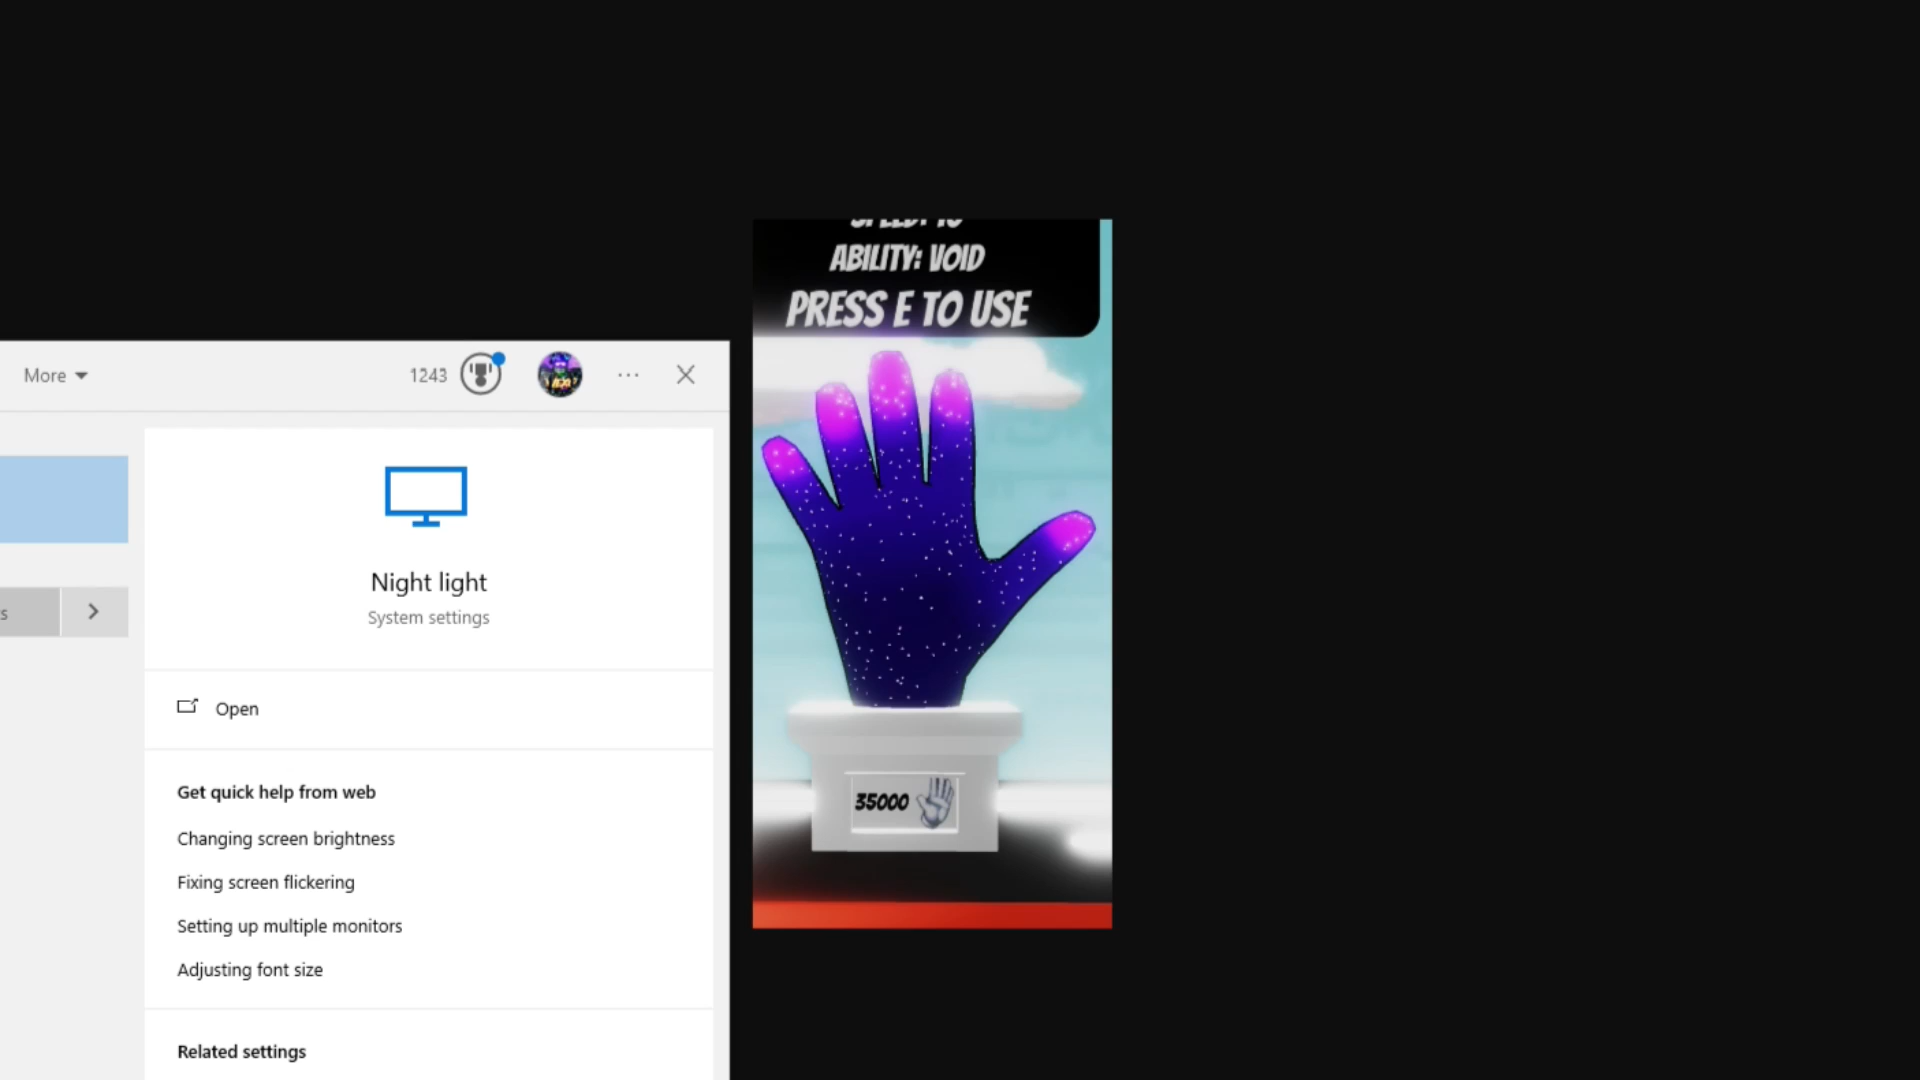 More
1243
s
Night light
System settings
Open
Get quick help from web
Changing screen brightness
Fixing screen flickering
Setting up multiple monitors
Adjusting font size
Related settings
ABILITY: VOID
PRESS E TO USE
35000